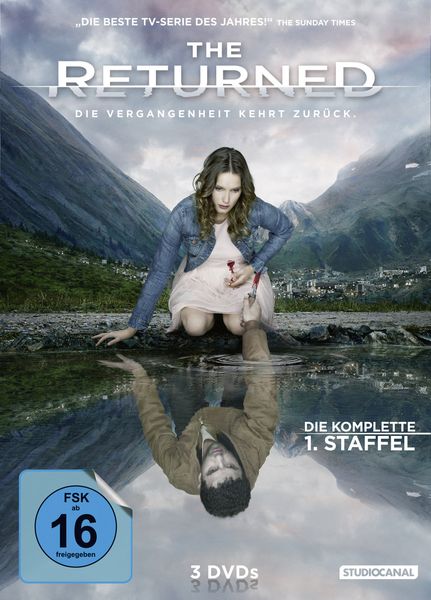 „DIE BESTE TV-SERIE DES JAHRES!“ THE SUNDAY TIMES
THE
RETURNED
DIE VERGANGENHEIT KEHRT ZURÜCK.
DIE KOMPLETTE
1. STAFFEL
FSK
ab
16
freigegeben
3 DVDs
STUDIOCANAL